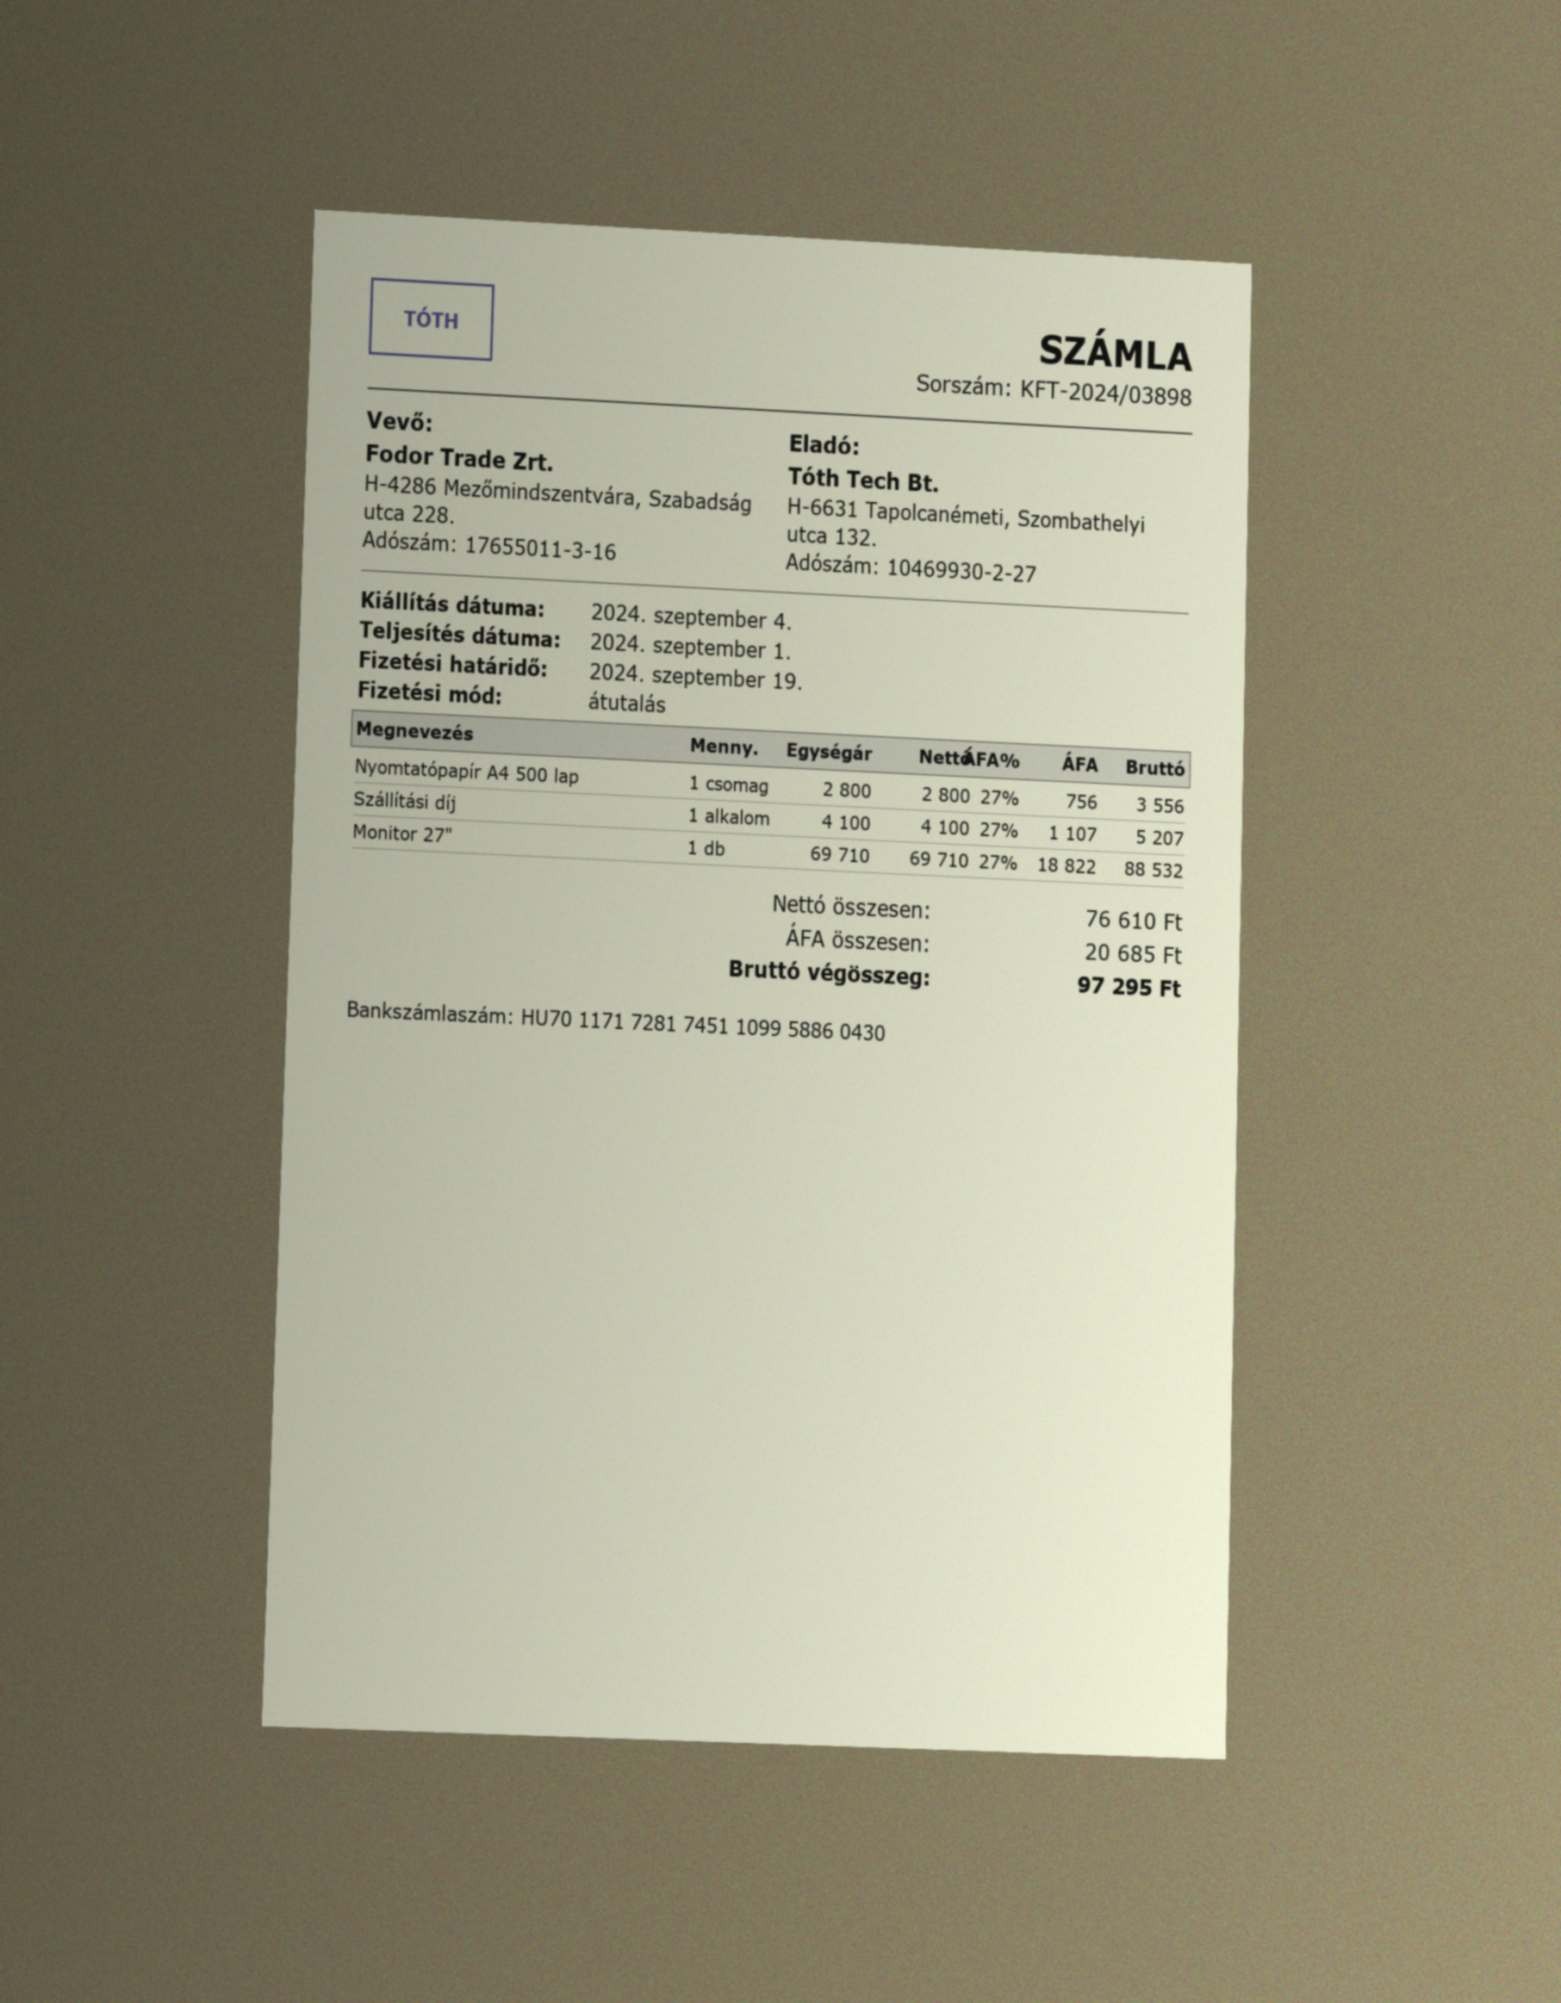 TÓTH
SZÁMLA
Sorszám: KFT-2024/03898
Vevő:
Fodor Trade Zrt.
H-4286 Mezőmindszentvára, Szabadság
utca 228.
Adószám: 17655011-3-16
Eladó:
Tóth Tech Bt.
H-6631 Tapolcanémeti, Szombathelyi
utca 132.
Adószám: 10469930-2-27
Kiállítás dátuma: 2024. szeptember 4.
Teljesítés dátuma: 2024. szeptember 1.
Fizetési határidő: 2024. szeptember 19.
Fizetési mód: átutalás
Megnevezés Menny. Egységár Nettó ÁFA% ÁFA Bruttó
Nyomtatópapír A4 500 lap 1 csomag 2 800 2 800 27% 756 3 556
Szállítási díj 1 alkalom 4 100 4 100 27% 1 107 5 207
Monitor 27" 1 db 69 710 69 710 27% 18 822 88 532
Nettó összesen: 76 610 Ft
ÁFA összesen: 20 685 Ft
Bruttó végösszeg: 97 295 Ft
Bankszámlaszám: HU70 1171 7281 7451 1099 5886 0430